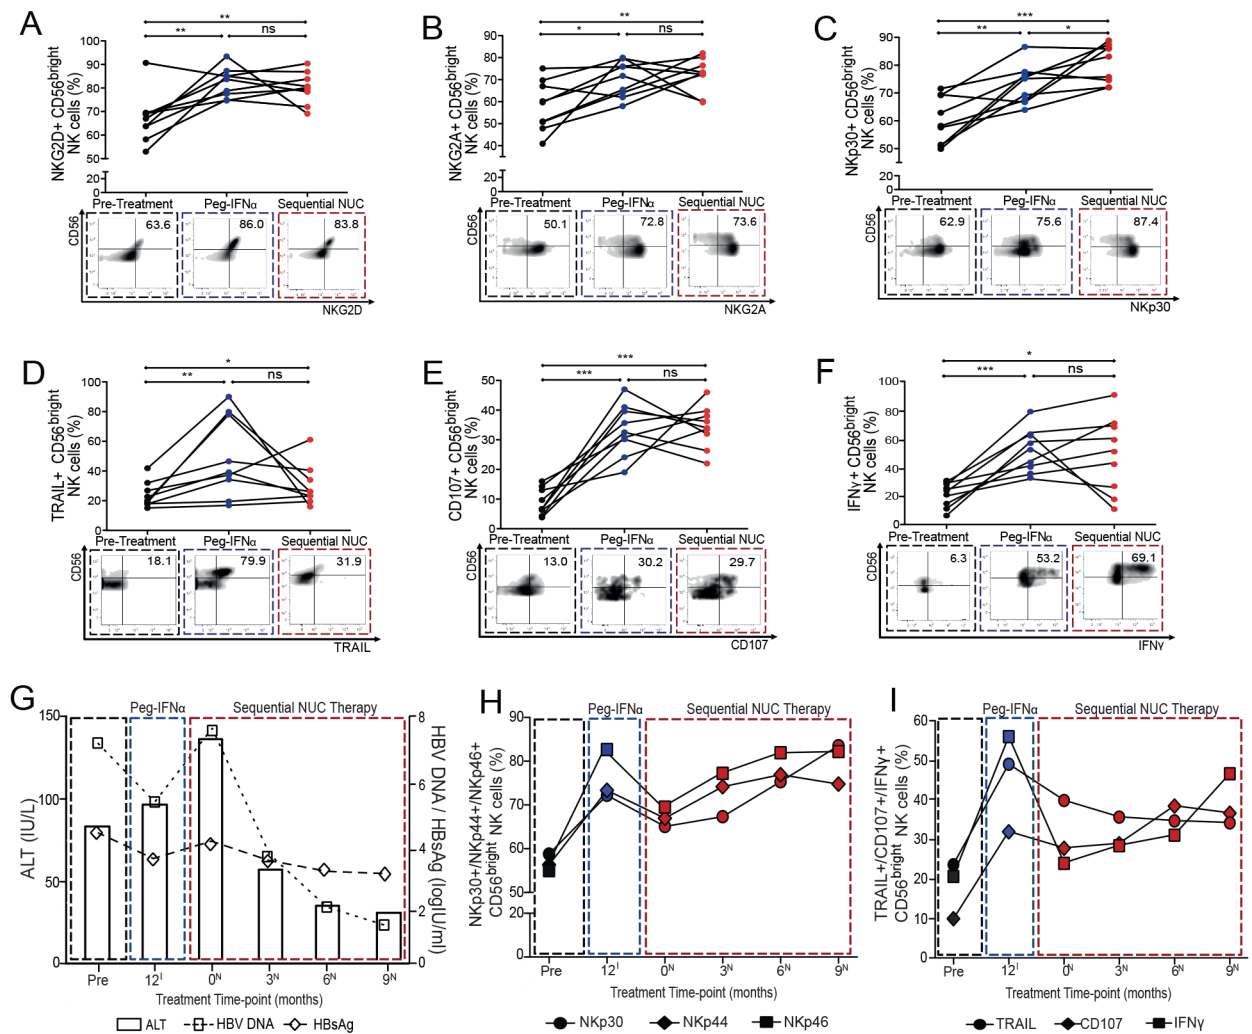 A
**
**
ns
NKG2D+ CD56bright
NK cells (%)
100
90
80
70
60
50
20
0
Pre-Treatment
Peg-IFNα
Sequential NUC
CD56
63.6
86.0
83.8
NKG2D
B
**
*
ns
NKG2A+ CD56bright
NK cells (%)
90
80
70
60
50
40
20
0
Pre-Treatment
Peg-IFNα
Sequential NUC
CD56
50.1
72.8
73.6
NKG2A
C
***
**
*
NKp30+ CD56bright
NK cells (%)
90
80
70
60
50
20
0
Pre-Treatment
Peg-IFNα
Sequential NUC
CD56
62.9
75.6
87.4
NKp30
D
*
**
ns
TRAIL+ CD56bright
NK cells (%)
100
80
60
40
20
0
Pre-Treatment
Peg-IFNα
Sequential NUC
CD56
18.1
79.9
31.9
TRAIL
E
***
***
ns
CD107+ CD56bright
NK cells (%)
50
40
30
20
10
0
Pre-Treatment
Peg-IFNα
Sequential NUC
CD56
13.0
30.2
29.7
CD107
F
*
***
ns
IFNγ+ CD56bright
NK cells (%)
100
80
60
40
20
0
Pre-Treatment
Peg-IFNα
Sequential NUC
CD56
6.3
53.2
69.1
IFNγ
G
Peg-IFNα
Sequential NUC Therapy
ALT (IU/L)
150
100
50
0
HBV DNA / HBsAg (logIU/ml)
8
6
4
2
0
Pre
12I
0N
3N
6N
9N
Treatment Time-point (months)
ALT
HBV DNA
HBsAg
H
Peg-IFNα
Sequential NUC Therapy
NKp30+/NKp44+/NKp46+
CD56bright NK cells (%)
90
80
70
60
50
20
0
Pre
12I
0N
3N
6N
9N
Treatment Time-point (months)
NKp30
NKp44
NKp46
I
Peg-IFNα
Sequential NUC Therapy
TRAIL+/CD107+/IFNγ+
CD56bright NK cells (%)
60
50
40
30
20
10
0
Pre
12I
0N
3N
6N
9N
Treatment Time-point (months)
TRAIL
CD107
IFNγ